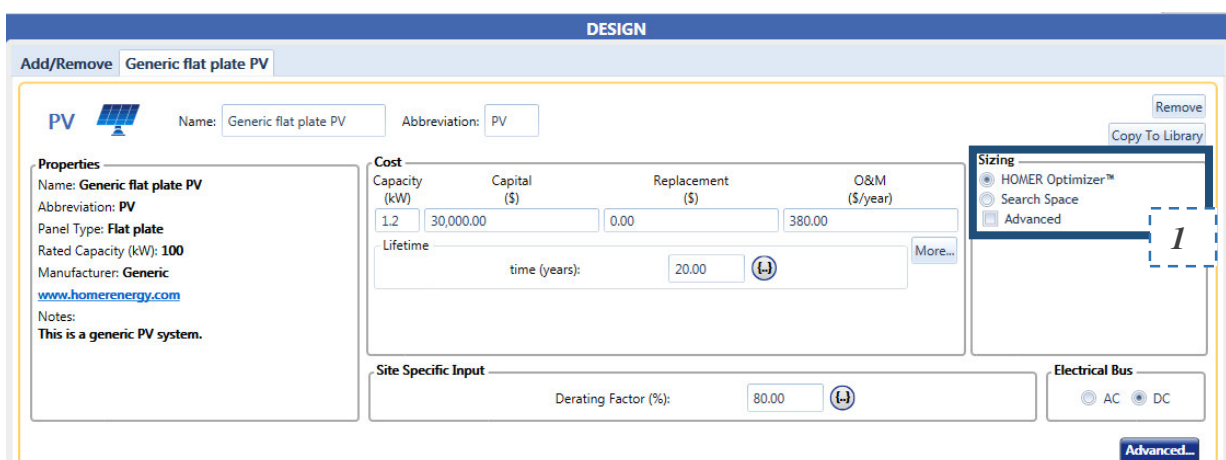 DESIGN
Add/Remove Generic flat plate PV
PV Name: Generic flat plate PV Abbreviation: PV
Remove
Copy To Library
Properties
Name: Generic flat plate PV
Abbreviation: PV
Panel Type: Flat plate
Rated Capacity (kW): 100
Manufacturer: Generic
www.homerenergy.com
Notes:
This is a generic PV system.
Cost
Capacity Capital Replacement O&M
(kW) ($) ($) ($/year)
1.2 30,000.00 0.00 380.00
Lifetime
time (years): 20.00 {..}
More...
Sizing
HOMER Optimizer™
Search Space
Advanced
1
Site Specific Input
Derating Factor (%): 80.00 {..}
Electrical Bus
AC DC
Advanced...